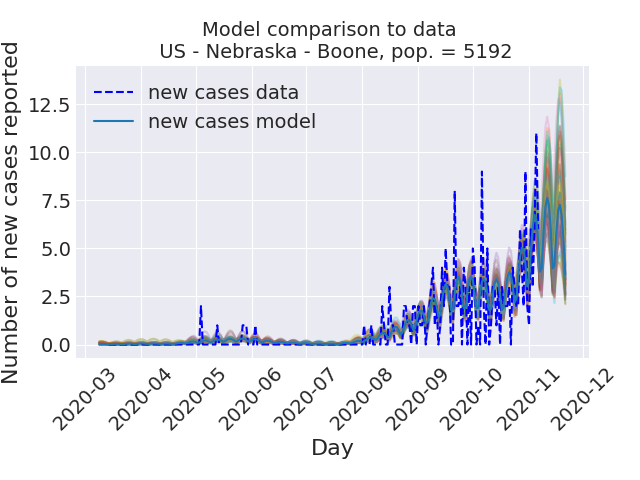 Model comparison to data
US - Nebraska - Boone, pop. = 5192
new cases data
new cases model
Number of new cases reported
12.5
10.0
7.5
5.0
2.5
0.0
2020-03
2020-04
2020-05
2020-06
2020-07
2020-08
2020-09
2020-10
2020-11
2020-12
Day